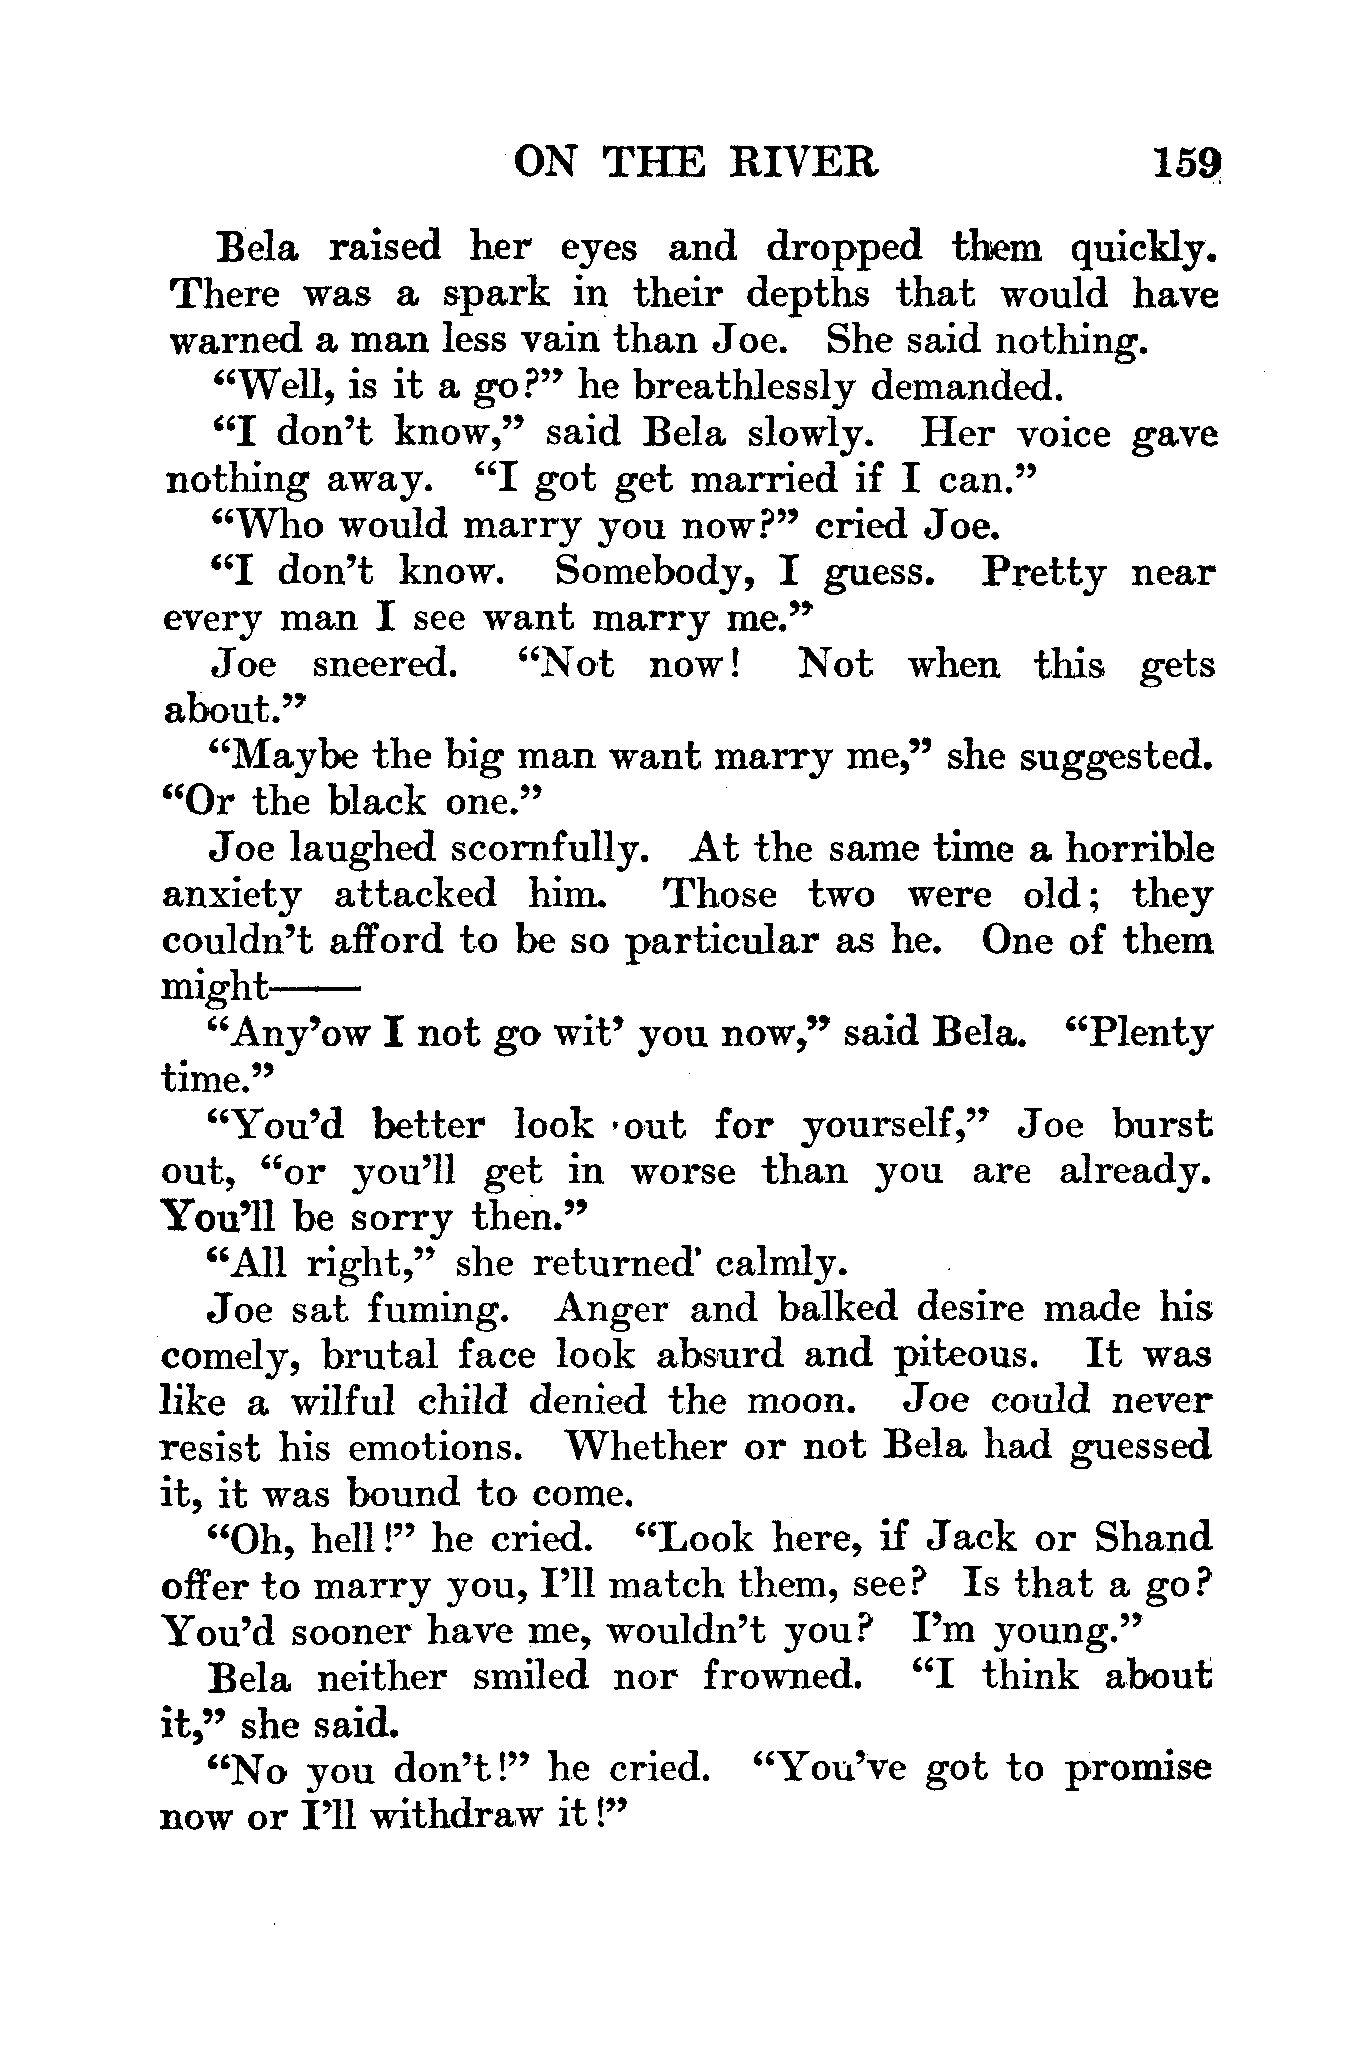 ON THE RIVER 159
Bela raised her eyes and dropped them quickly.
There was a spark in their depths that would have
warned a man less vain than Joe. She said nothing.
“Well, is it a go?” he breathlessly demanded.
“I don’t know,” said Bela slowly. Her voice gave
nothing away. “I got get married if I can.”
“Who would marry you now?” cried Joe.
“I don’t know. Somebody, I guess. Pretty near
every man I see want marry me.”
Joe sneered. “Not now! Not when this gets
about.”
“Maybe the big man want marry me,” she suggested.
“Or the black one.”
Joe laughed scornfully. At the same time a horrible
anxiety attacked him. Those two were old; they
couldn’t afford to be so particular as he. One of them
might——
“Any’ow I not go wit’ you now,” said Bela. “Plenty
time.”
“You’d better look out for yourself,” Joe burst
out, “or you’ll get in worse than you are already.
You’ll be sorry then.”
“All right,” she returned calmly.
Joe sat fuming. Anger and balked desire made his
comely, brutal face look absurd and piteous. It was
like a wilful child denied the moon. Joe could never
resist his emotions. Whether or not Bela had guessed
it, it was bound to come.
“Oh, hell!” he cried. “Look here, if Jack or Shand
offer to marry you, I’ll match them, see? Is that a go?
You’d sooner have me, wouldn’t you? I’m young.”
Bela neither smiled nor frowned. “I think about
it,” she said.
“No you don’t!” he cried. “You’ve got to promise
now or I’ll withdraw it!”